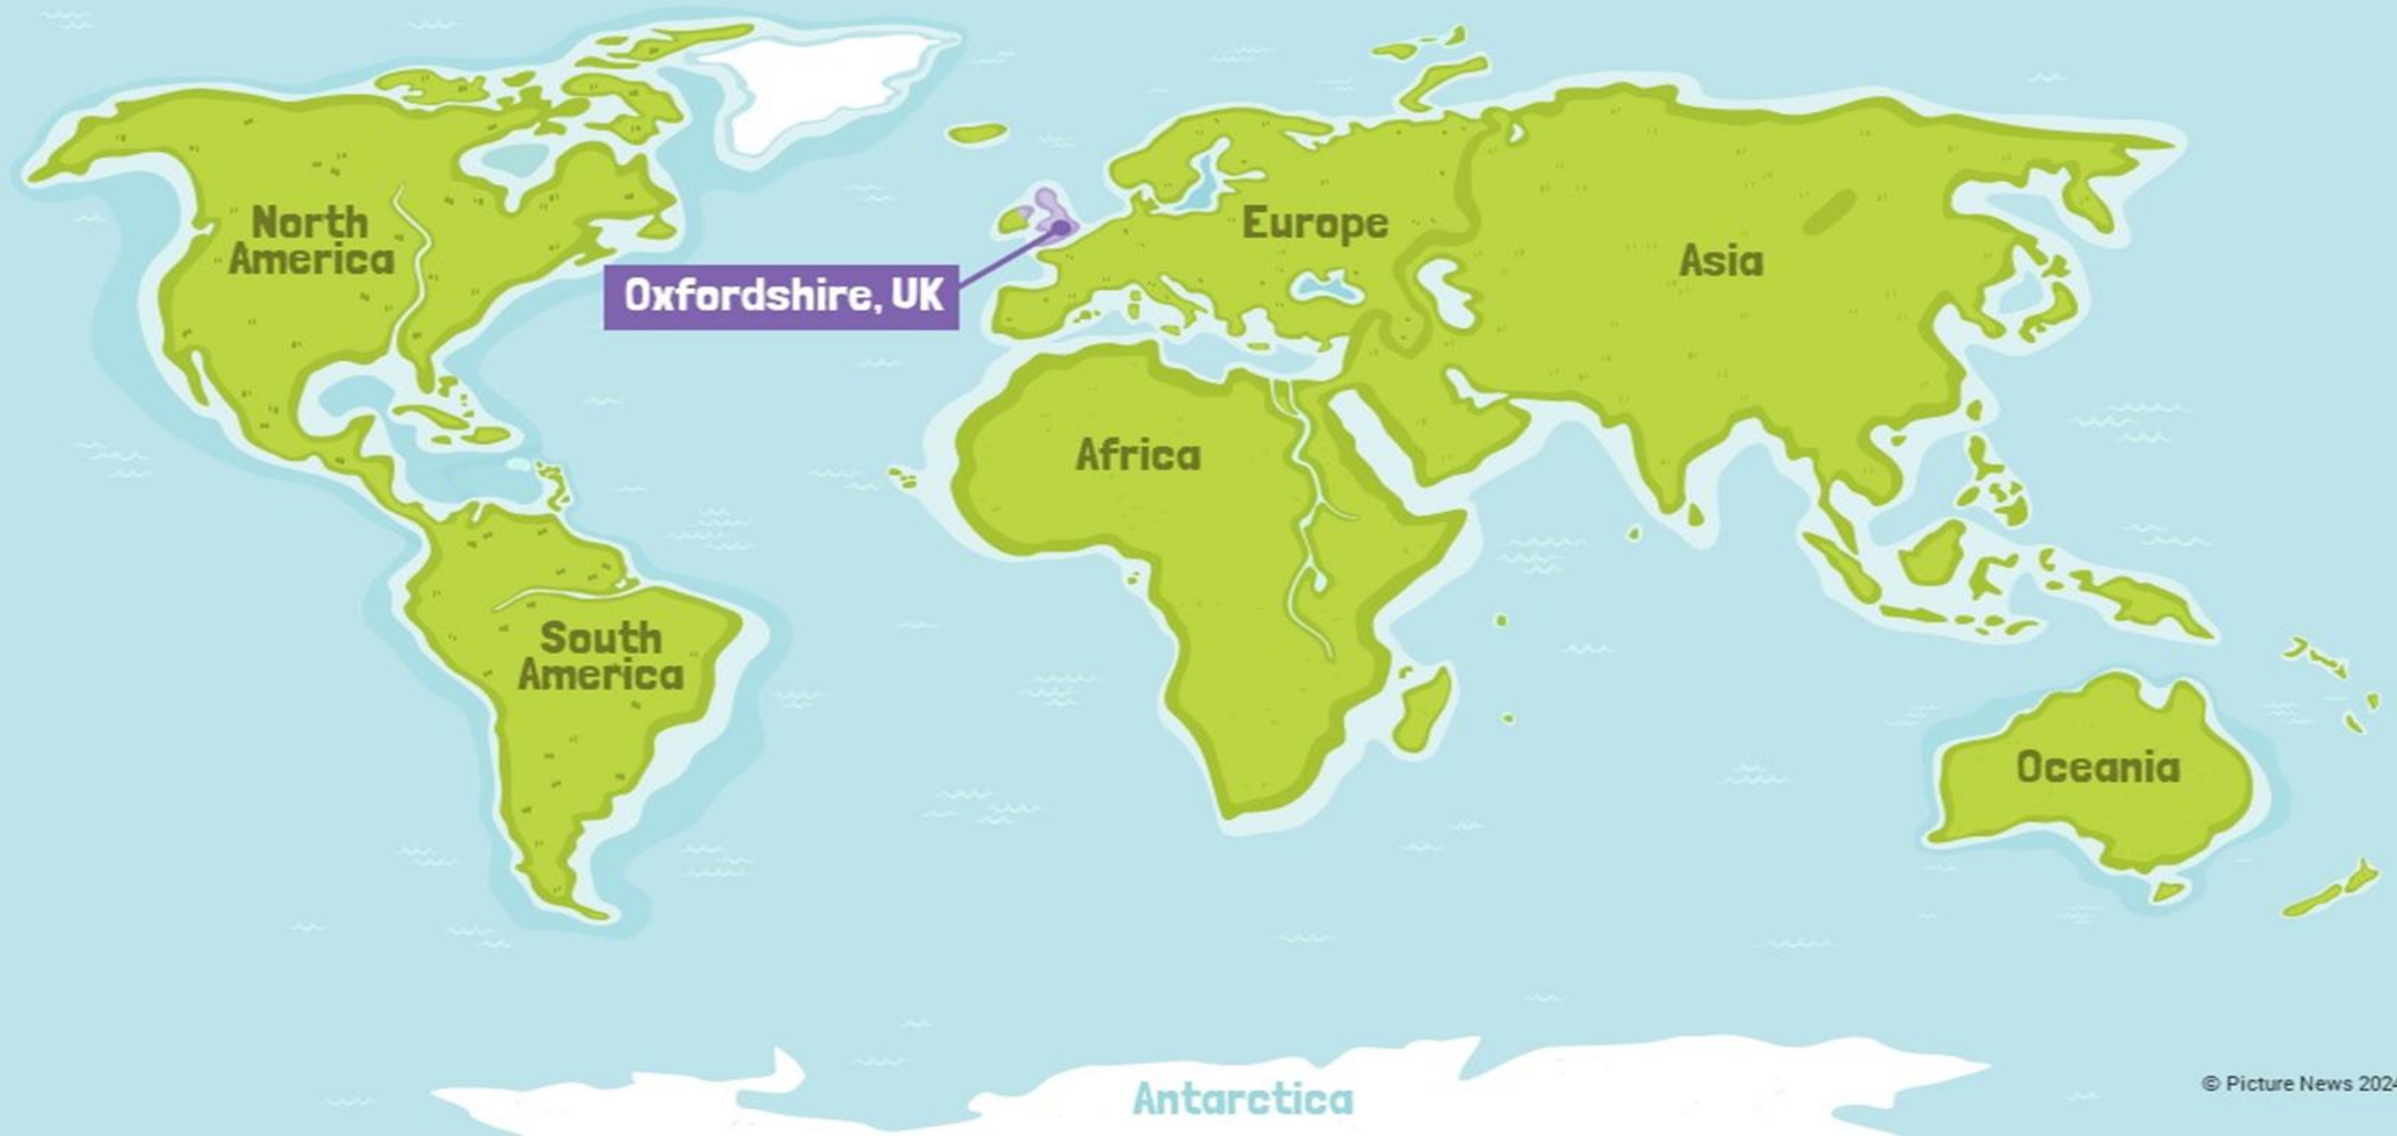 North
America
Europe
Asia
Oxfordshire, UK
Africa
South
America
Oceania
Antarctica
© Picture News 2024